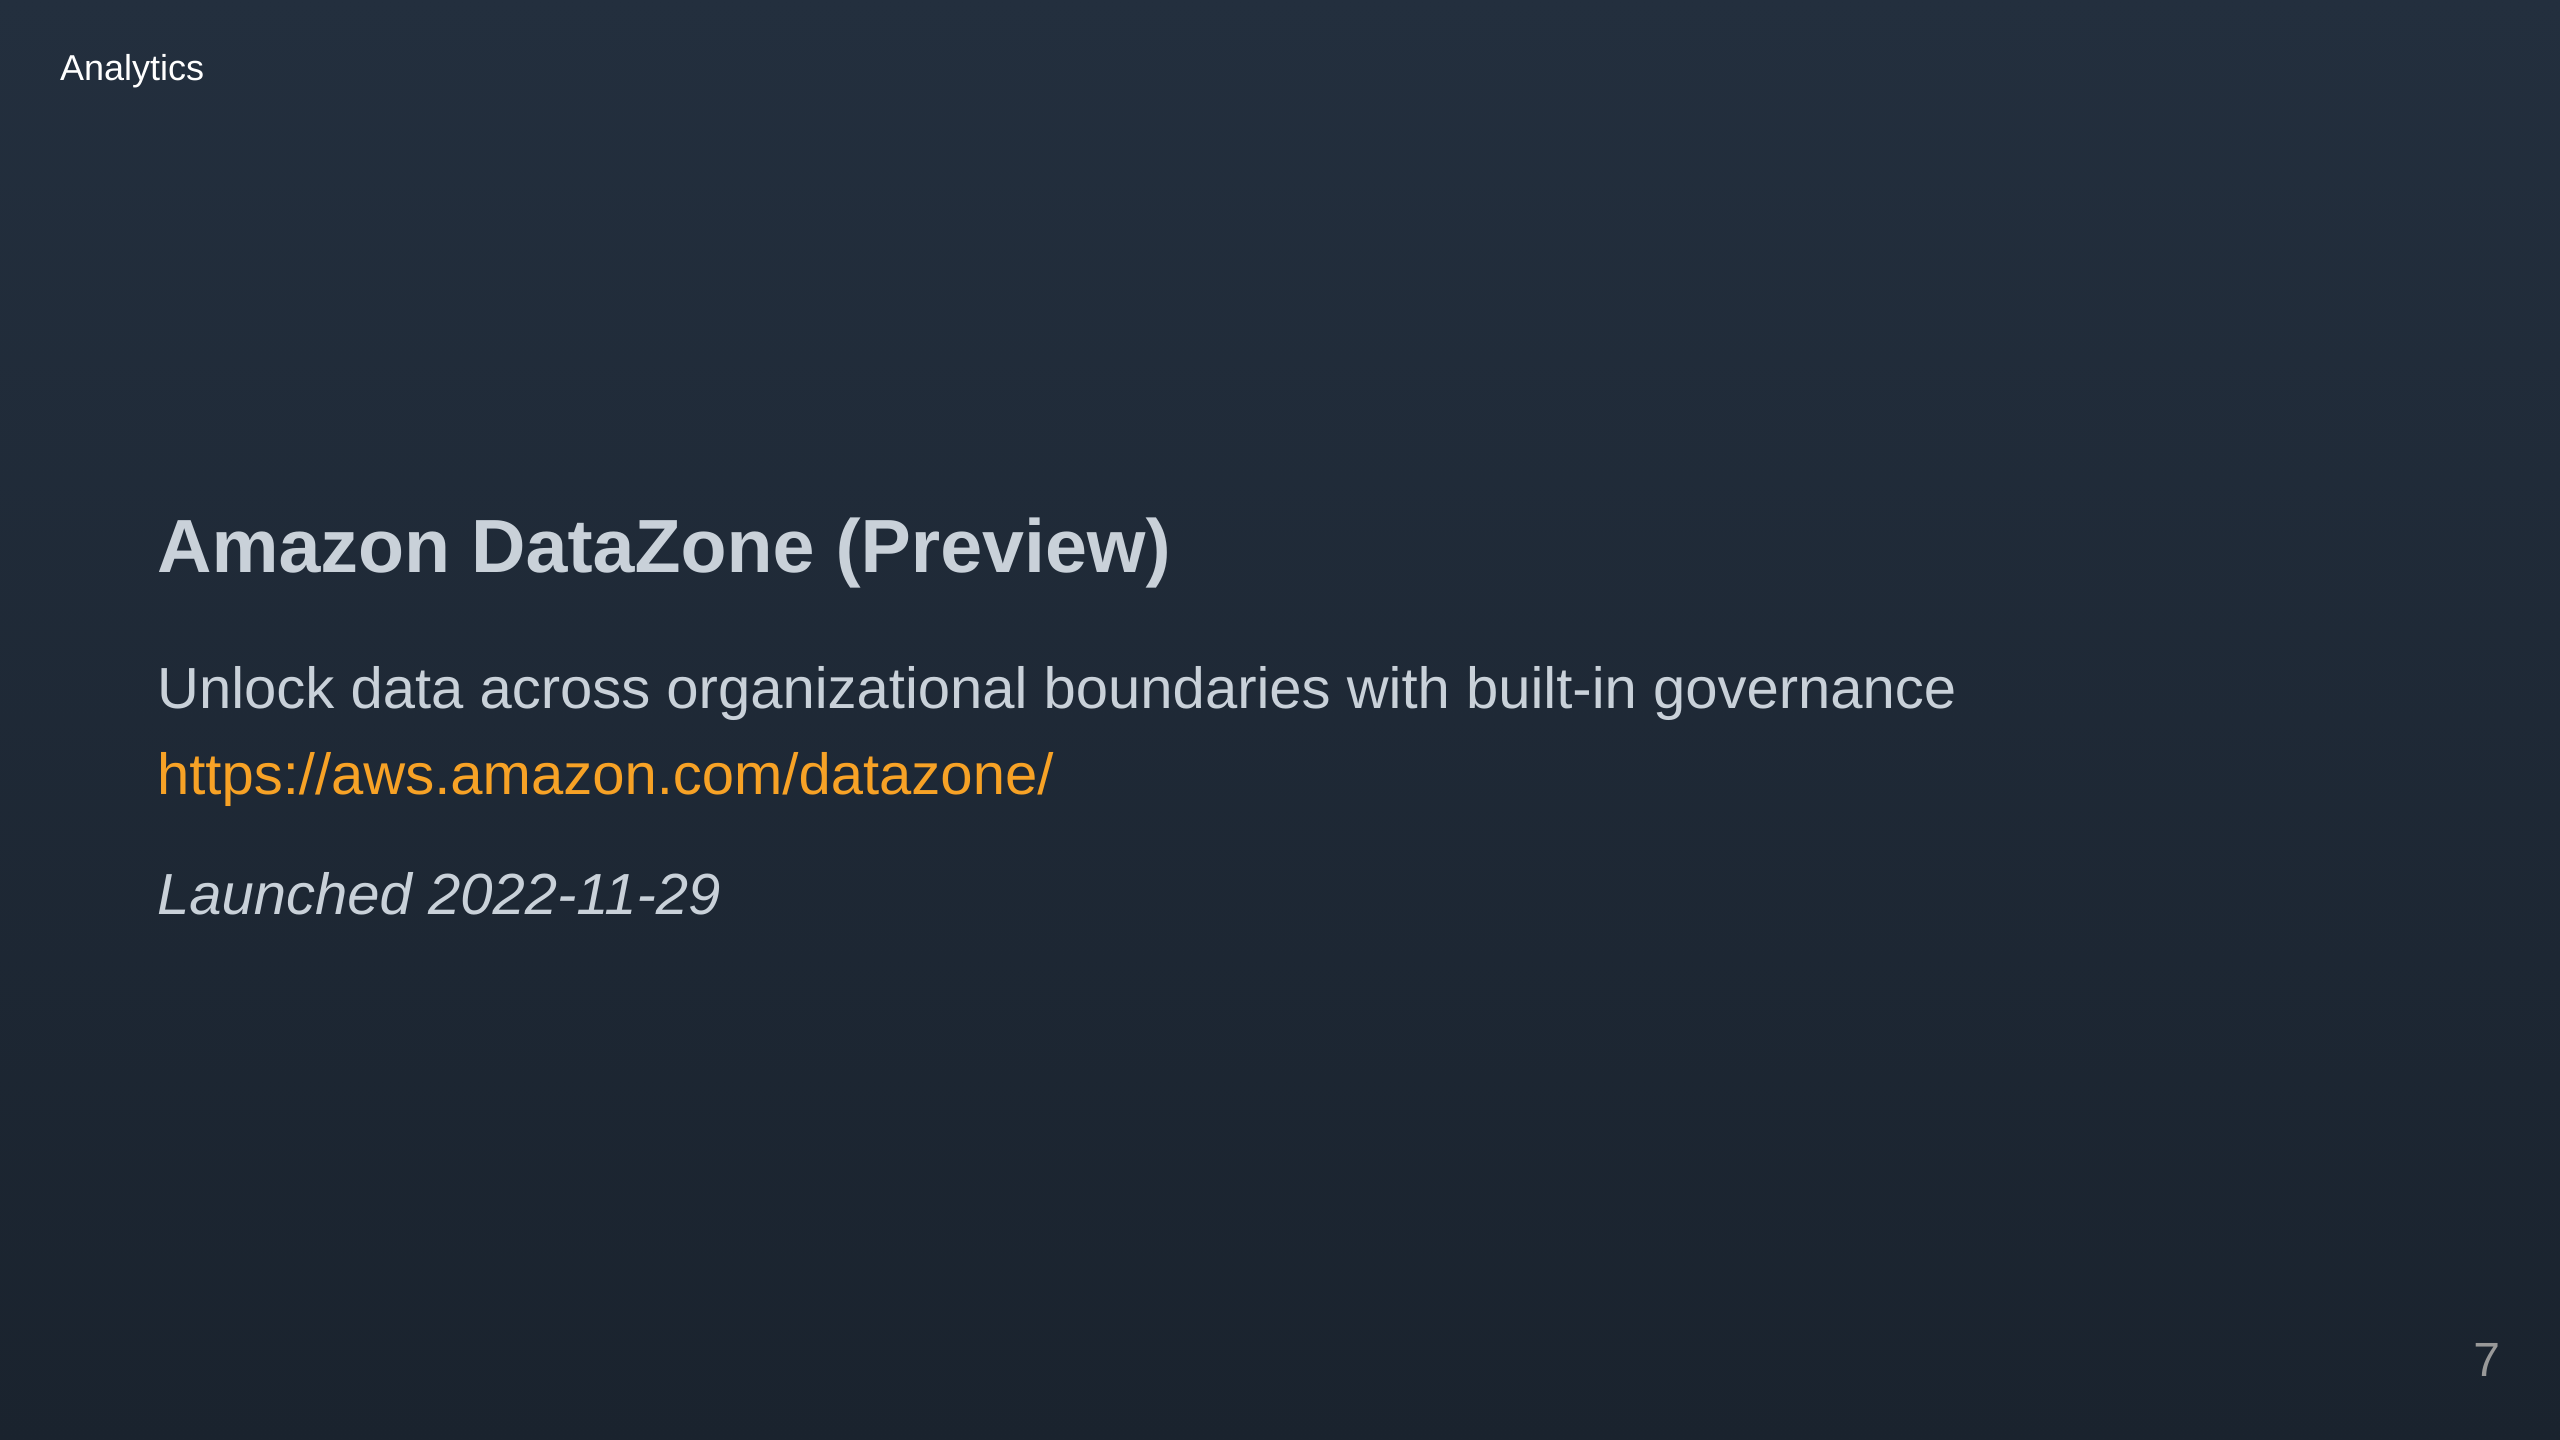 Analytics
Amazon DataZone (Preview)
Unlock data across organizational boundaries with built-in governance
https://aws.amazon.com/datazone/
Launched 2022-11-29
7